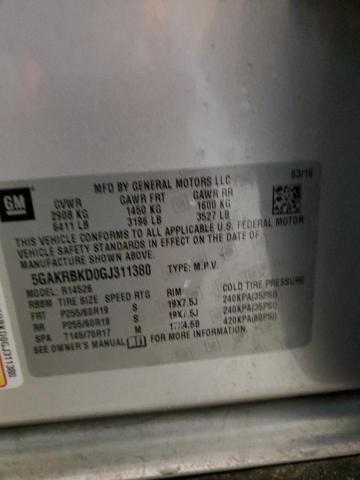 GM
MFD BY GENERAL MOTORS LLC
03/16
GVWR GAWR FRT GAWR RR
2908 KG 1450 KG 1600 KG
6411 LB 3196 LB 3527 LB
THIS VEHICLE CONFORMS TO ALL APPLICABLE U.S. FEDERAL MOTOR
VEHICLE SAFETY STANDARDS IN EFFECT ON THE DATE OF
MANUFACTURE SHOWN ABOVE.
5GAKRBKD0GJ311360 TYPE: M.P.V.
MODEL: R14526
TIRE SIZE SPEED RTG RIM COLD TIRE PRESSURE
FRT P255/60R19 S 19X7.5J 240KPA(35PSI)
RR P255/60R19 S 19X7.5J 240KPA(35PSI)
SPA T145/70R17 M 420KPA(60PSI)
SEE OWNER'S MANUAL FOR MORE INFORMATION